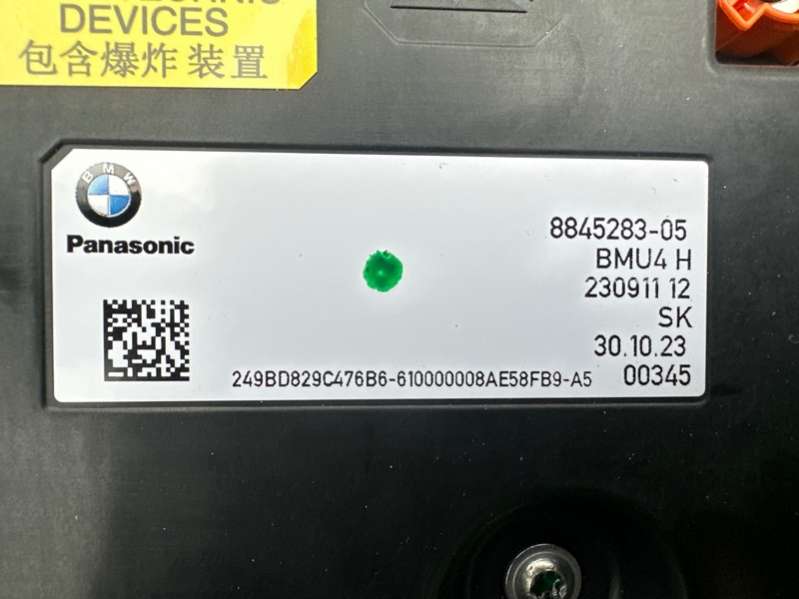 DEVICES
包含爆炸装置
BMW
Panasonic
8845283-05
BMU4 H
230911 12
SK
30.10.23
249BD829C476B6-610000008AE58FB9-A5 00345